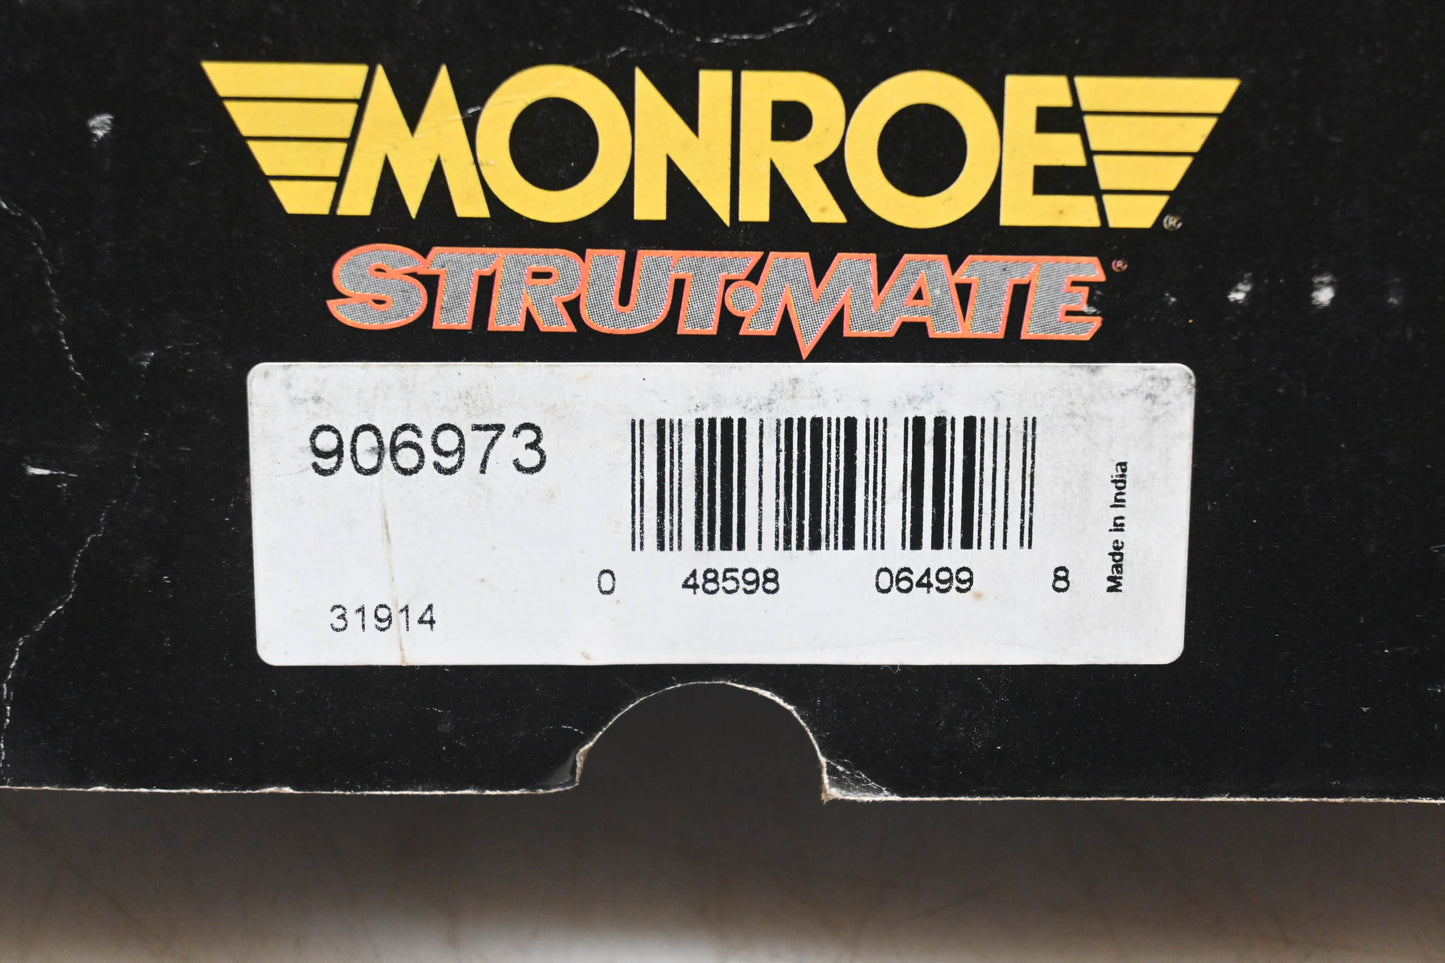 MONROE®
STRUT•MATE®
906973
0 48598 06499 8
31914
Made in India